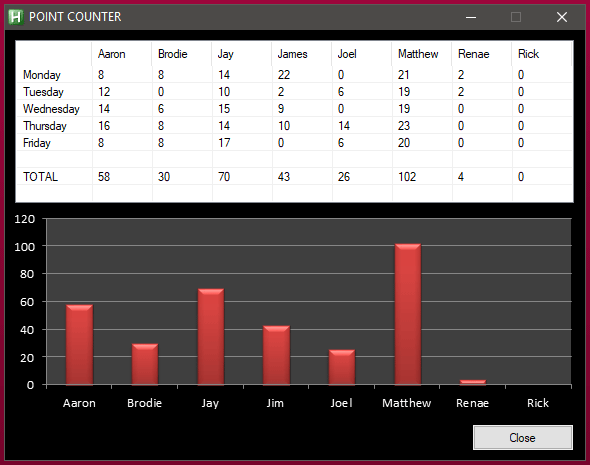 H POINT COUNTER
Aaron Brodie Jay James Joel Matthew Renae Rick
Monday 8 8 14 22 0 21 2 0
Tuesday 12 0 10 2 6 19 2 0
Wednesday 14 6 15 9 0 19 0 0
Thursday 16 8 14 10 14 23 0 0
Friday 8 8 17 0 6 20 0 0
TOTAL 58 30 70 43 26 102 4 0
120
100
80
60
40
20
0
Aaron Brodie Jay Jim Joel Matthew Renae Rick
Close